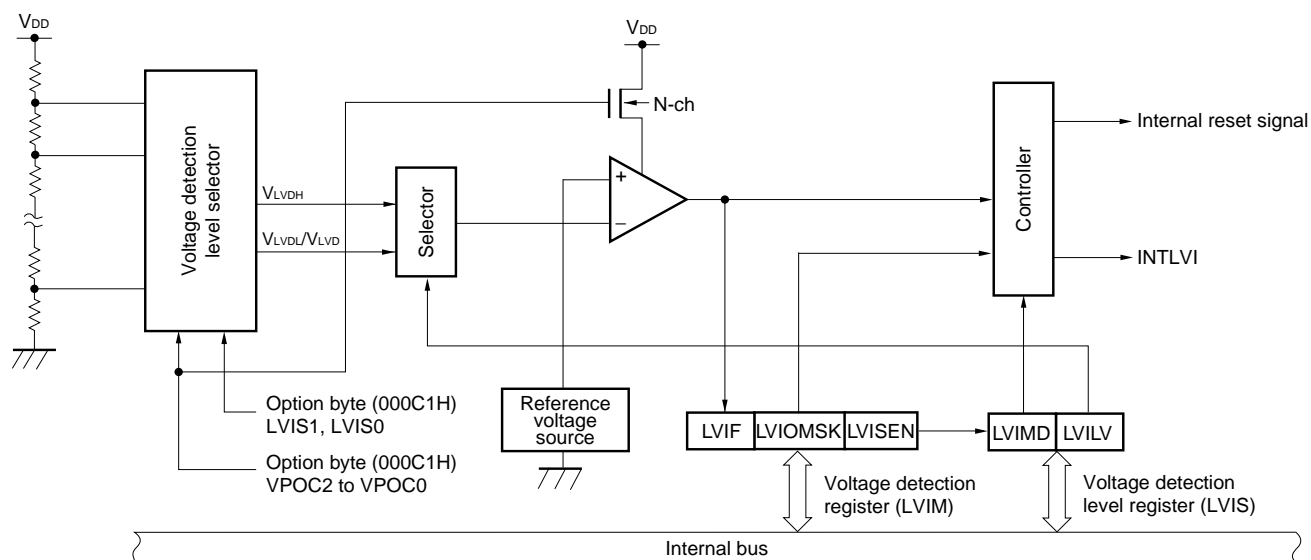 VDD
VDD
N-ch
Voltage detection
level selector
VLVDH
VLVDL/VLVD
Selector
+
–
Controller
Internal reset signal
INTLVI
Option byte (000C1H)
LVIS1, LVIS0
Option byte (000C1H)
VPOC2 to VPOC0
Reference
voltage
source
LVIF
LVIOMSK
LVISEN
LVIMD
LVILV
Voltage detection
register (LVIM)
Voltage detection
level register (LVIS)
Internal bus